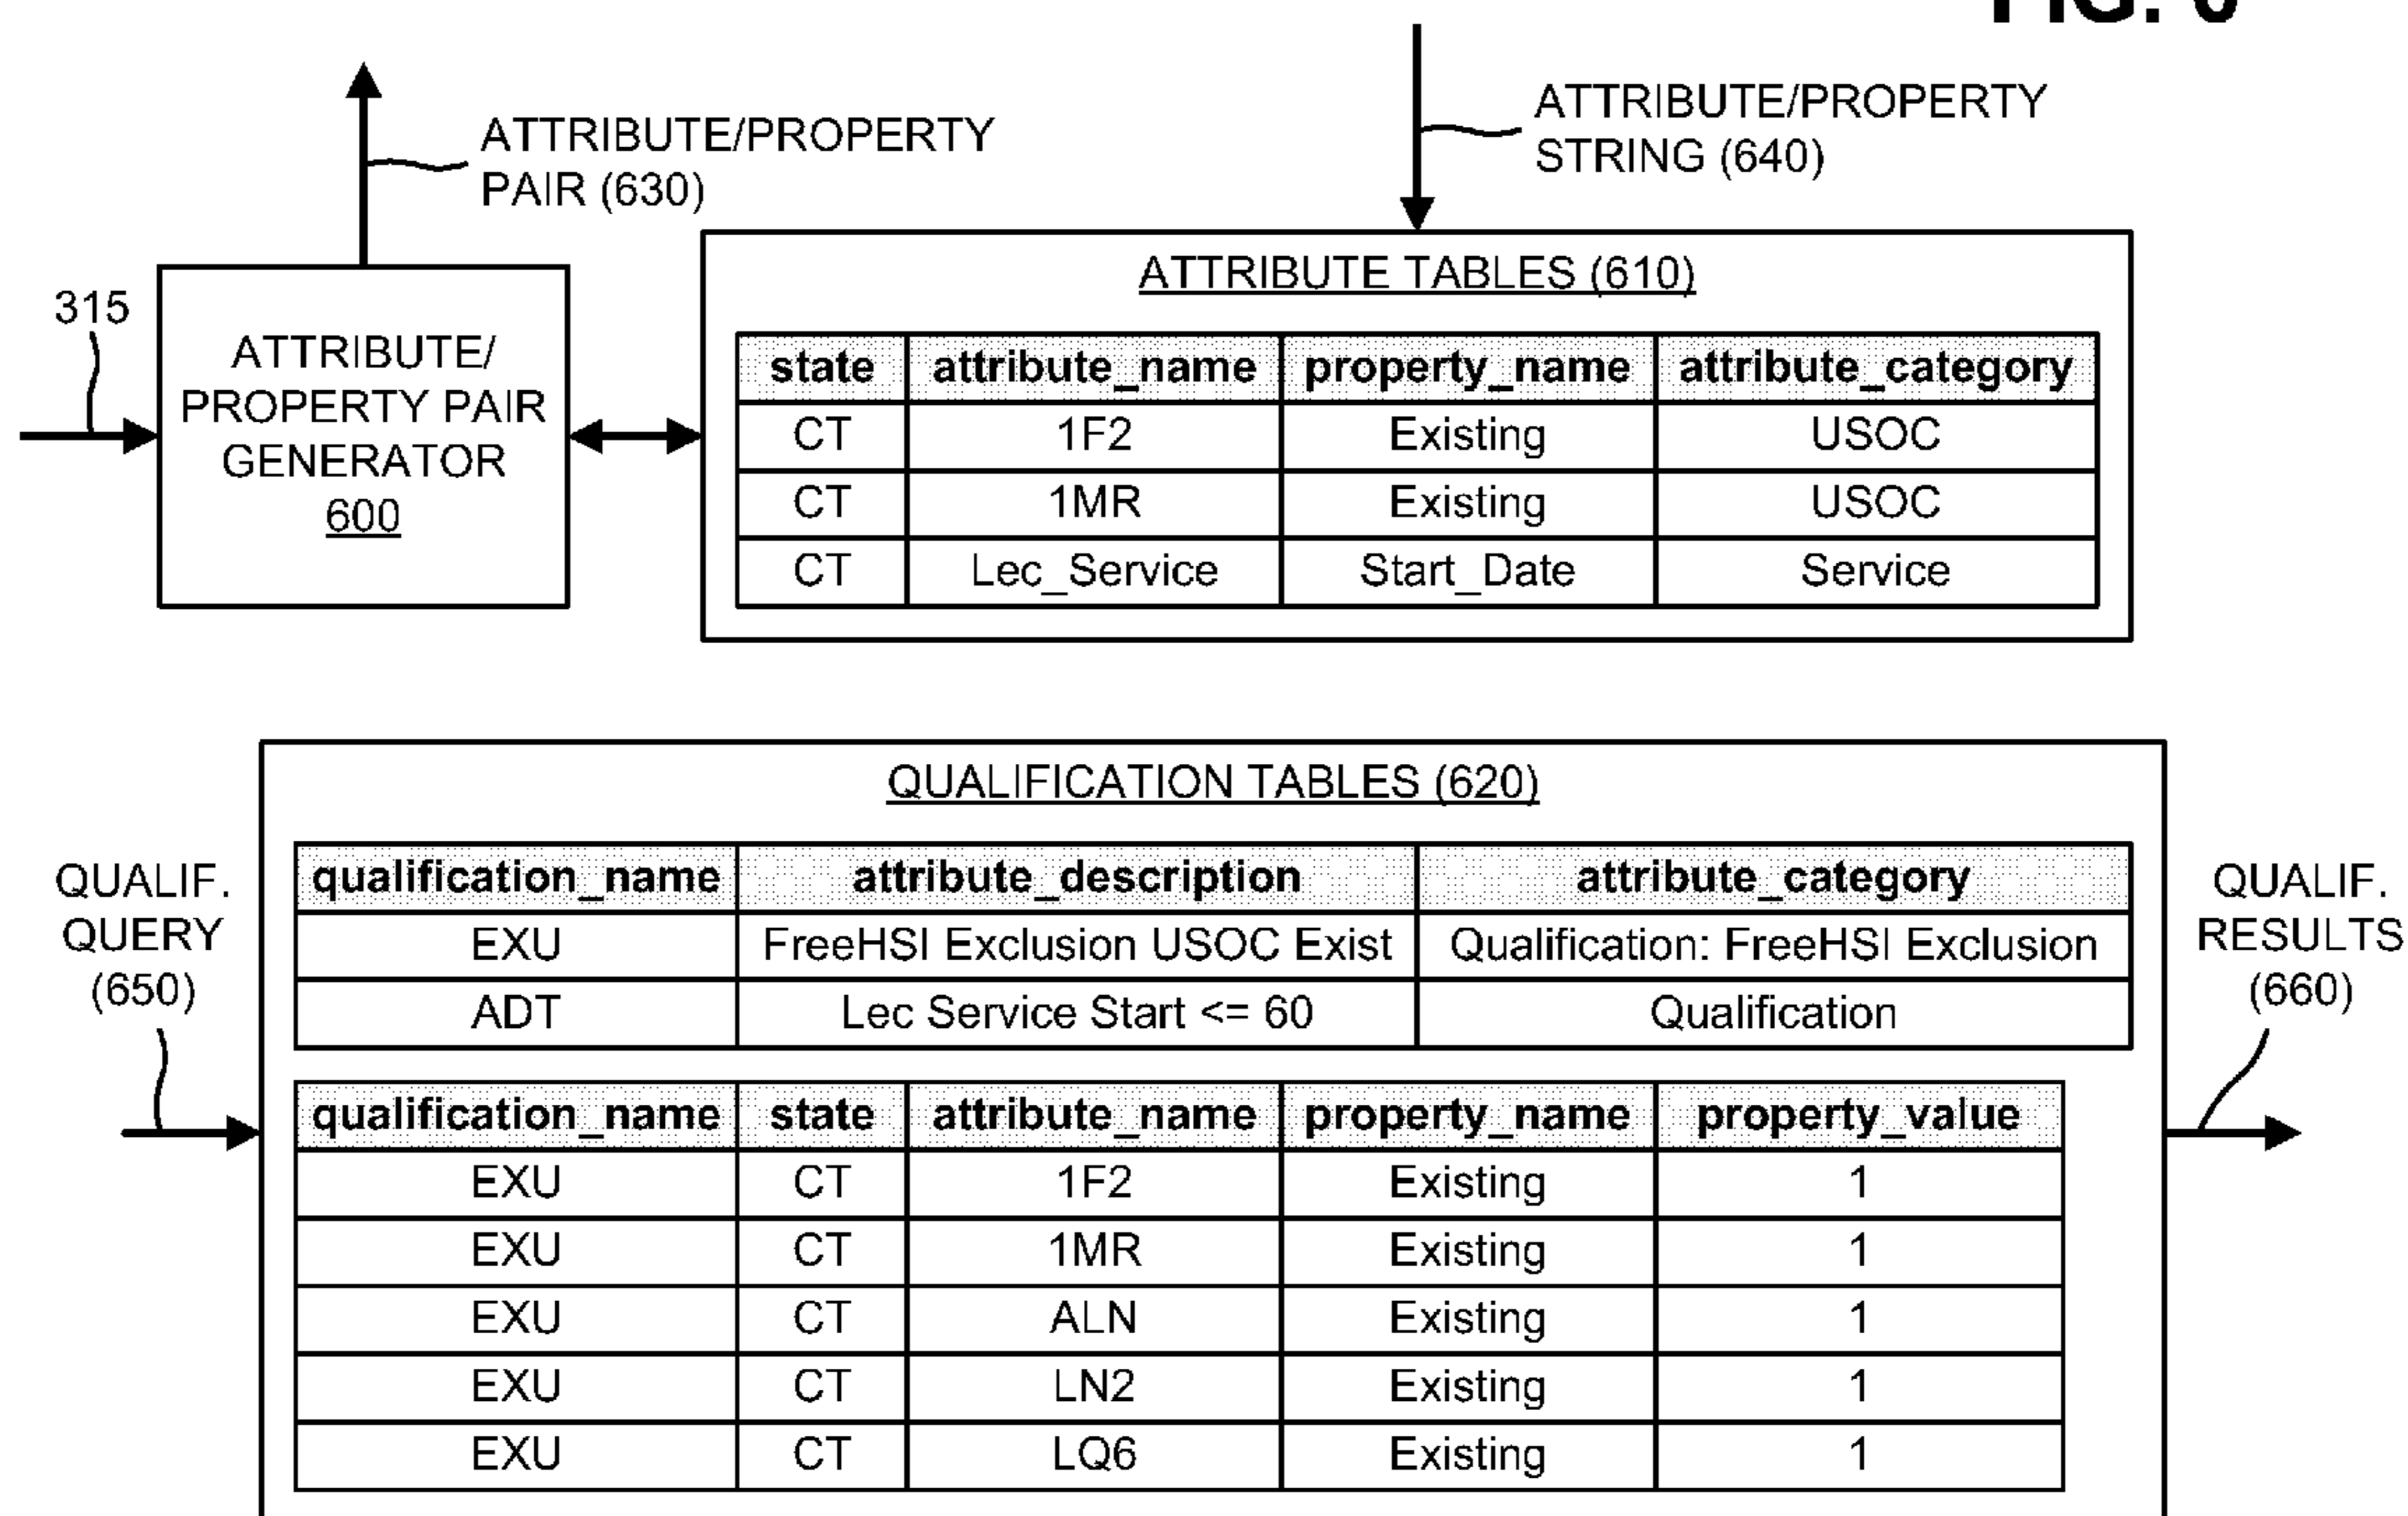 FIG. 6
ATTRIBUTE/PROPERTY
PAIR (630)
ATTRIBUTE/PROPERTY
STRING (640)
315
ATTRIBUTE/
PROPERTY PAIR
GENERATOR
600
ATTRIBUTE TABLES (610)
state attribute_name property_name attribute_category
CT 1F2 Existing USOC
CT 1MR Existing USOC
CT Lec_Service Start_Date Service
QUALIFICATION TABLES (620)
QUALIF.
QUERY
(650)
qualification_name attribute_description attribute_category
EXU FreeHSI Exclusion USOC Exist Qualification: FreeHSI Exclusion
ADT Lec Service Start <= 60 Qualification
QUALIF.
RESULTS
(660)
qualification_name state attribute_name property_name property_value
EXU CT 1F2 Existing 1
EXU CT 1MR Existing 1
EXU CT ALN Existing 1
EXU CT LN2 Existing 1
EXU CT LQ6 Existing 1